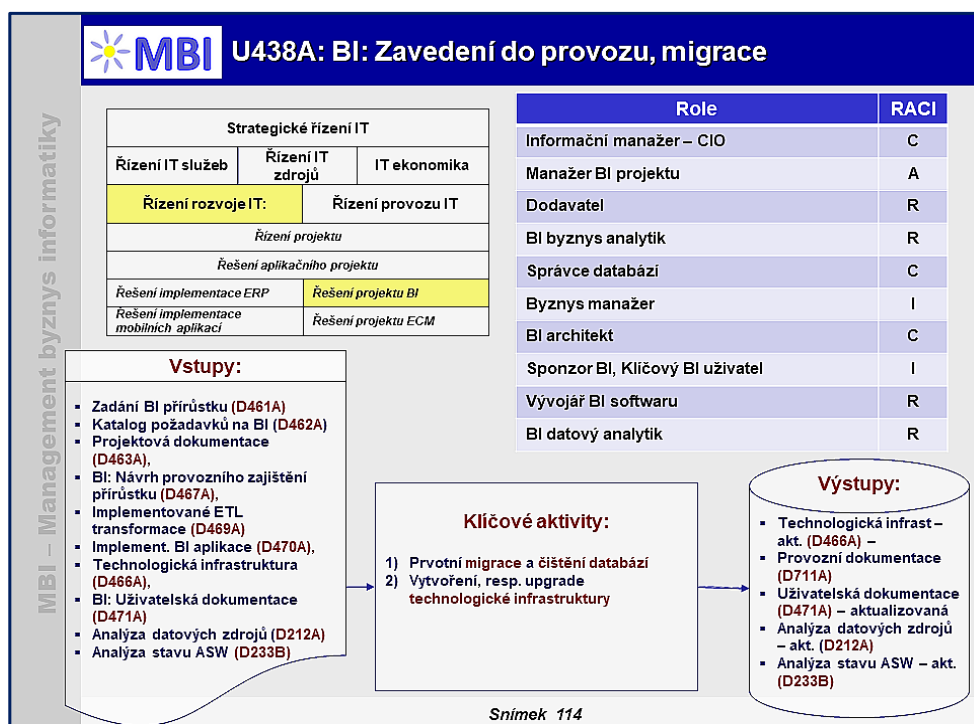 MBI
U438A: BI: Zavedení do provozu, migrace
MBI – Management byznys informatiky
Strategické řízení IT
Řízení IT služeb
Řízení IT
zdrojů
IT ekonomika
Řízení rozvoje IT:
Řízení provozu IT
Řízení projektu
Řešení aplikačního projektu
Řešení implementace ERP
Řešení projektu BI
Řešení implementace
mobilních aplikací
Řešení projektu ECM
Role RACI
Informační manažer – CIO C
Manažer BI projektu A
Dodavatel R
BI byznys analytik R
Správce databází C
Byznys manažer I
BI architekt C
Sponzor BI, Klíčový BI uživatel I
Vývojář BI softwaru R
BI datový analytik R
Vstupy:
▪ Zadání BI přírůstku (D461A)
▪ Katalog požadavků na BI (D462A)
▪ Projektová dokumentace
(D463A),
▪ BI: Návrh provozního zajištění
přírůstku (D467A),
▪ Implementované ETL
transformace (D469A)
▪ Implement. BI aplikace (D470A),
▪ Technologická infrastruktura
(D466A),
▪ BI: Uživatelská dokumentace
(D471A)
▪ Analýza datových zdrojů (D212A)
▪ Analýza stavu ASW (D233B)
Klíčové aktivity:
1) Prvotní migrace a čištění databází
2) Vytvoření, resp. upgrade
technologické infrastruktury
Výstupy:
▪ Technologická infrast –
akt. (D466A) –
▪ Provozní dokumentace
(D711A)
▪ Uživatelská dokumentace
(D471A) – aktualizovaná
▪ Analýza datových zdrojů
– akt. (D212A)
▪ Analýza stavu ASW – akt.
(D233B)
Snímek 114